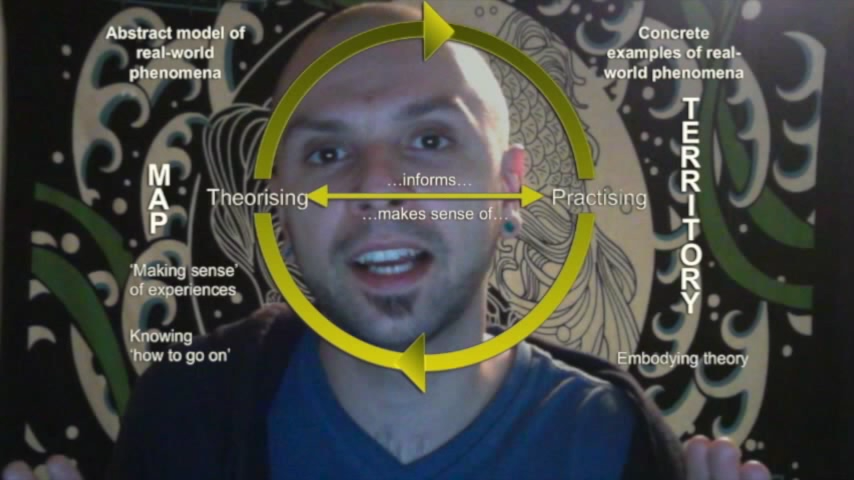 Abstract model of
real-world
phenomena
Concrete
examples of real-
world phenomena
MAP
TERRITORY
Theorising
…informs…
…makes sense of…
Practising
'Making sense'
of experiences
Knowing
'how to go on'
Embodying theory